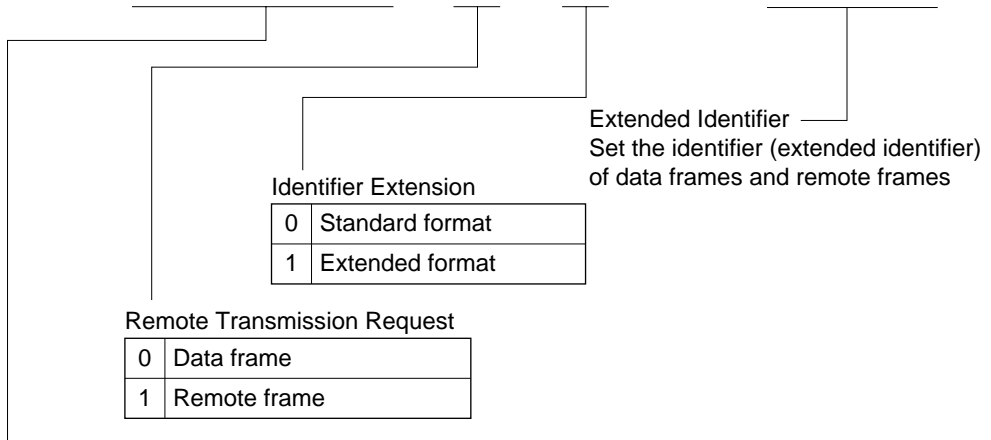 Extended Identifier
Set the identifier (extended identifier)
of data frames and remote frames
Identifier Extension
0 Standard format
1 Extended format
Remote Transmission Request
0 Data frame
1 Remote frame